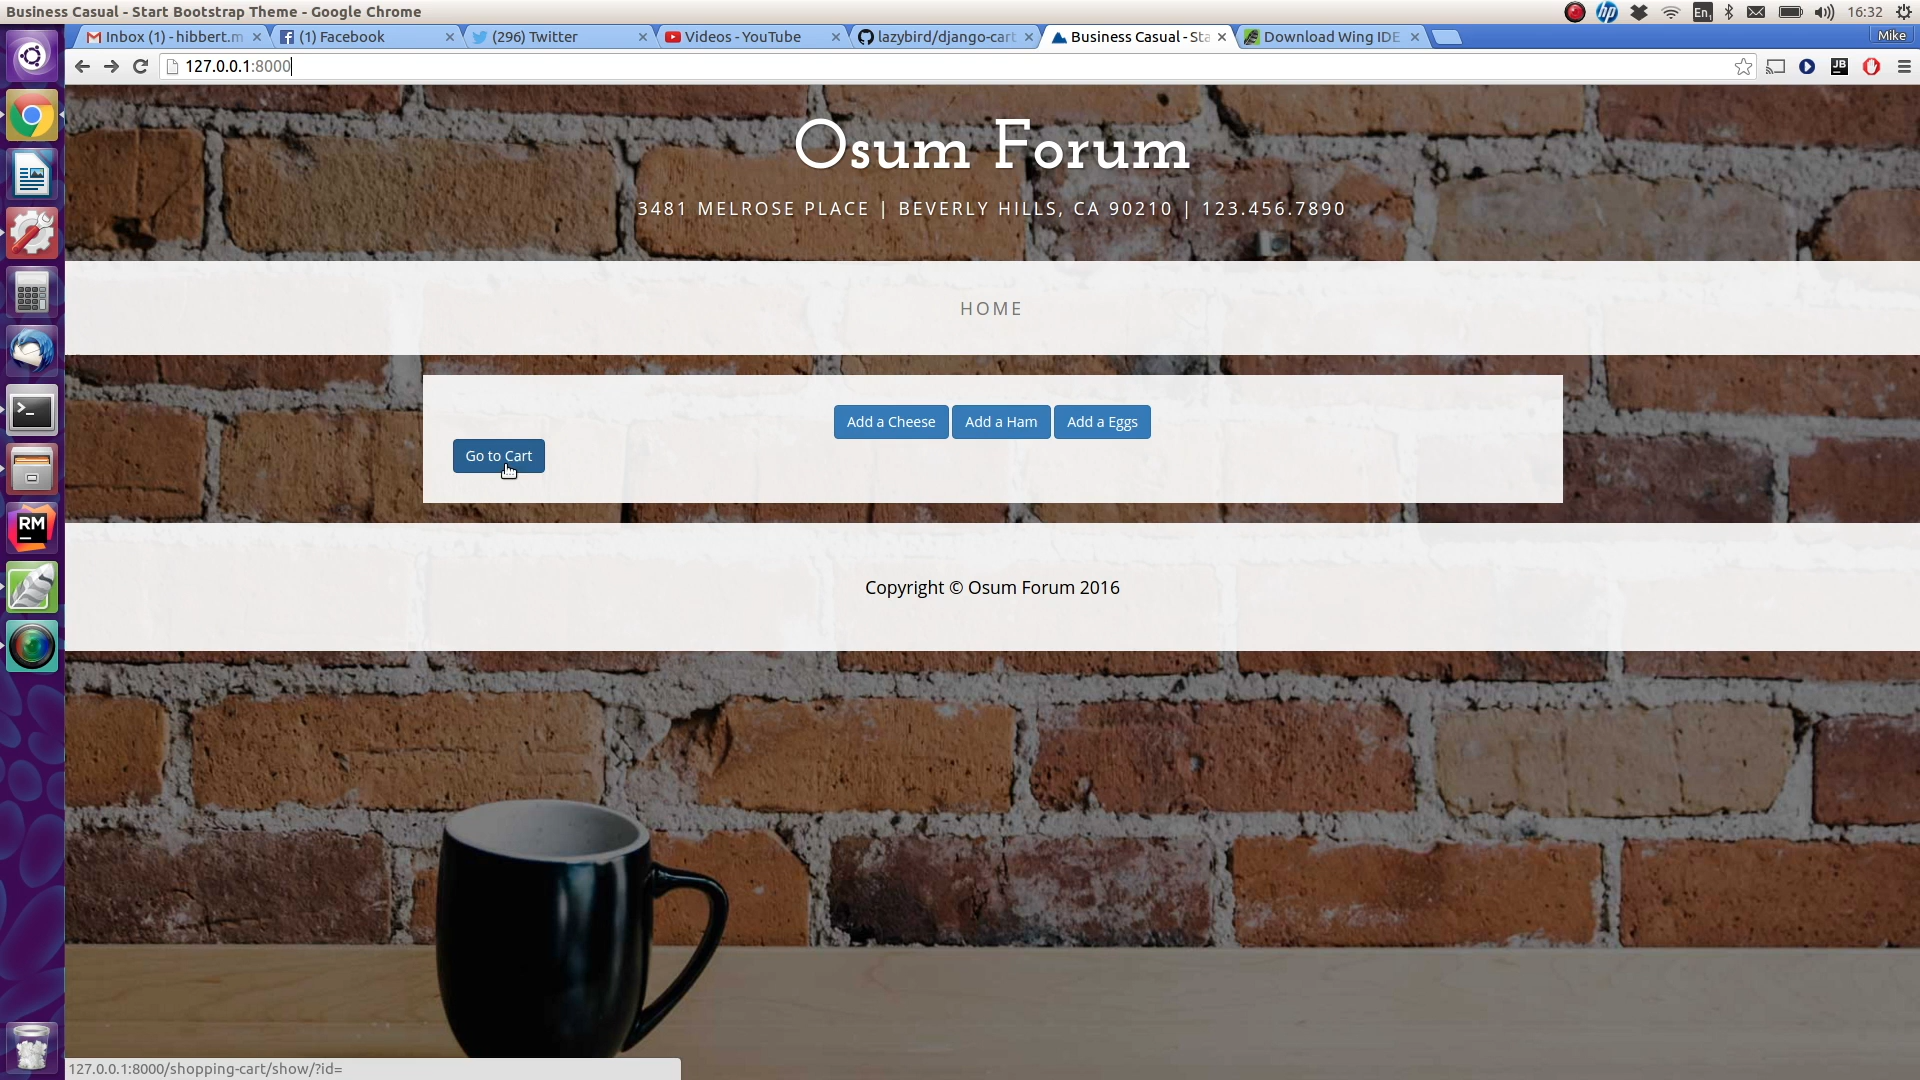 Business Casual - Start Bootstrap Theme - Google Chrome
En1
16:32
Inbox (1) - hibbert.m
(1) Facebook
(296) Twitter
Videos - YouTube
lazybird/django-cart
Business Casual - Sta
Download Wing IDE
Mike
127.0.0.1:8000
JB
Osum Forum
3481 MELROSE PLACE | BEVERLY HILLS, CA 90210 | 123.456.7890
HOME
Add a Cheese
Add a Ham
Add a Eggs
Go to Cart
RM
Copyright © Osum Forum 2016
127.0.0.1:8000/shopping-cart/show/?id=